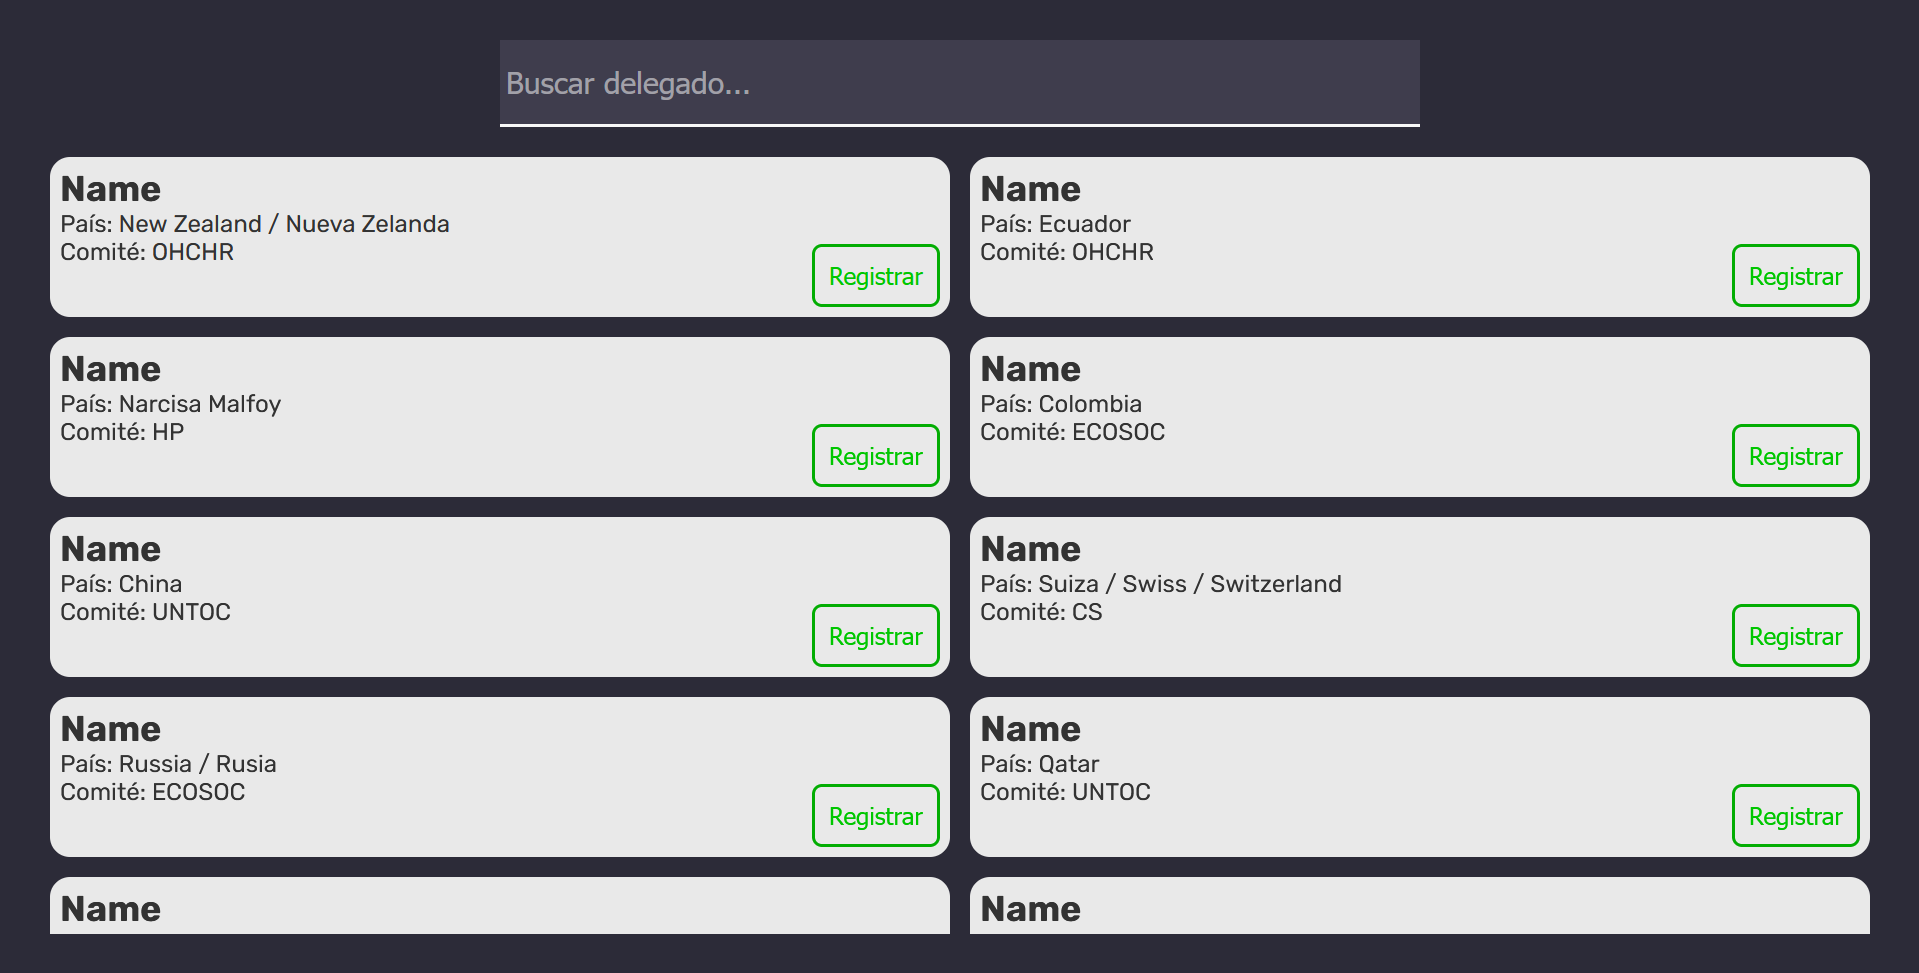 Buscar delegado...
Name
País: New Zealand / Nueva Zelanda
Comité: OHCHR
Registrar
Name
País: Ecuador
Comité: OHCHR
Registrar
Name
País: Narcisa Malfoy
Comité: HP
Registrar
Name
País: Colombia
Comité: ECOSOC
Registrar
Name
País: China
Comité: UNTOC
Registrar
Name
País: Suiza / Swiss / Switzerland
Comité: CS
Registrar
Name
País: Russia / Rusia
Comité: ECOSOC
Registrar
Name
País: Qatar
Comité: UNTOC
Registrar
Name
Name